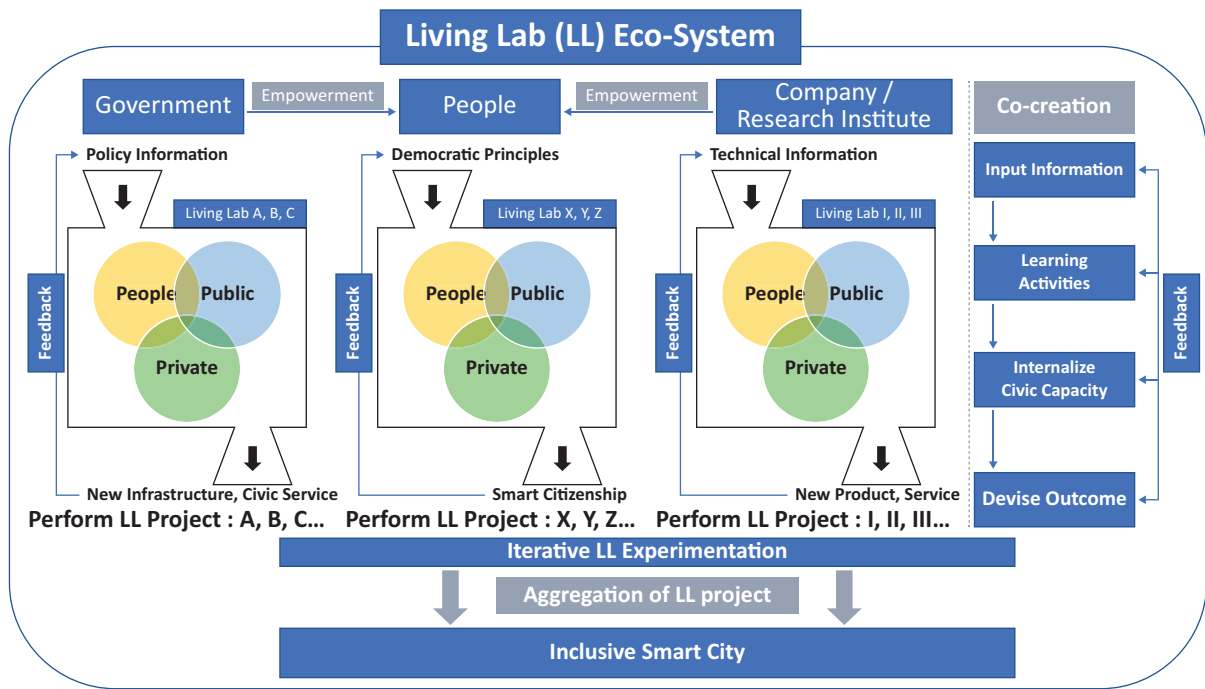 Living Lab (LL) Eco-System
Government
Empowerment
People
Empowerment
Company /
Research Institute
Co-creation
Policy Information
Living Lab A, B, C
People
Public
Private
Feedback
New Infrastructure, Civic Service
Perform LL Project : A, B, C...
Democratic Principles
Living Lab X, Y, Z
People
Public
Private
Feedback
Smart Citizenship
Perform LL Project : X, Y, Z...
Technical Information
Living Lab I, II, III
People
Public
Private
Feedback
New Product, Service
Perform LL Project : I, II, III...
Input Information
Learning
Activities
Internalize
Civic Capacity
Devise Outcome
Feedback
Iterative LL Experimentation
Aggregation of LL project
Inclusive Smart City